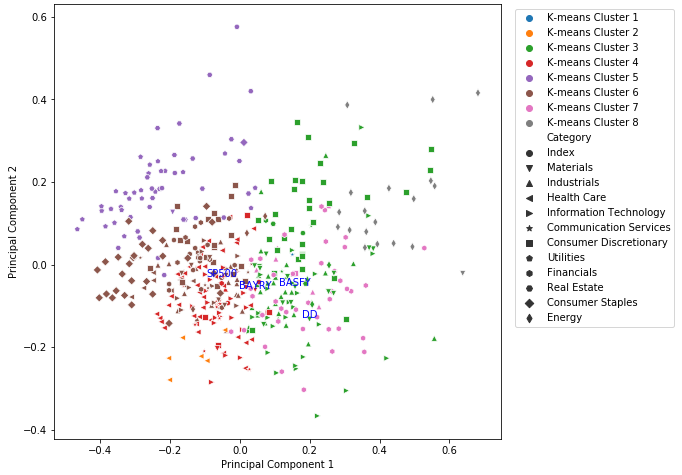 0.6
0.4
0.2
0.0
−0.2
−0.4
Principal Component 2
−0.4
−0.2
0.0
0.2
0.4
0.6
Principal Component 1
SP500
BAYRY
BASFY
DD
K-means Cluster 1
K-means Cluster 2
K-means Cluster 3
K-means Cluster 4
K-means Cluster 5
K-means Cluster 6
K-means Cluster 7
K-means Cluster 8
Category
Index
Materials
Industrials
Health Care
Information Technology
Communication Services
Consumer Discretionary
Utilities
Financials
Real Estate
Consumer Staples
Energy